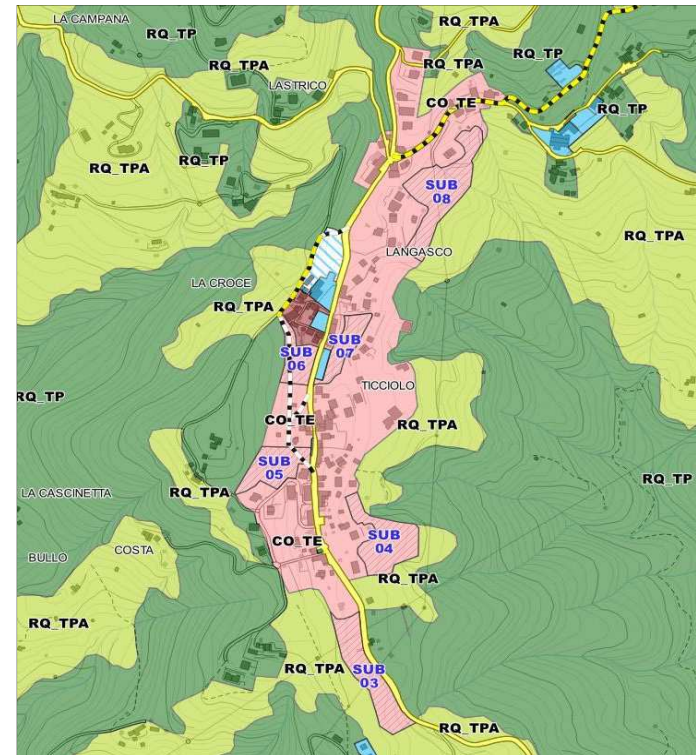 LA CAMPANA
RQ_TPA
RQ_TP
RQ_TP
RQ_TPA
RQ_TPA
LASTRICO
CO_TE
RQ_TP
RQ_TP
RQ_TPA
SUB
08
RQ_TPA
LANGASCO
LA CROCE
RQ_TPA
SUB
07
SUB
06
TICCIOLO
RQ_TP
CO_TE
RQ_TPA
SUB
05
RQ_TP
LA CASCINETTA
RQ_TPA
SUB
04
CO_TE
COSTA
BULLO
RQ_TPA
RQ_TPA
RQ_TPA
SUB
03
RQ_TPA